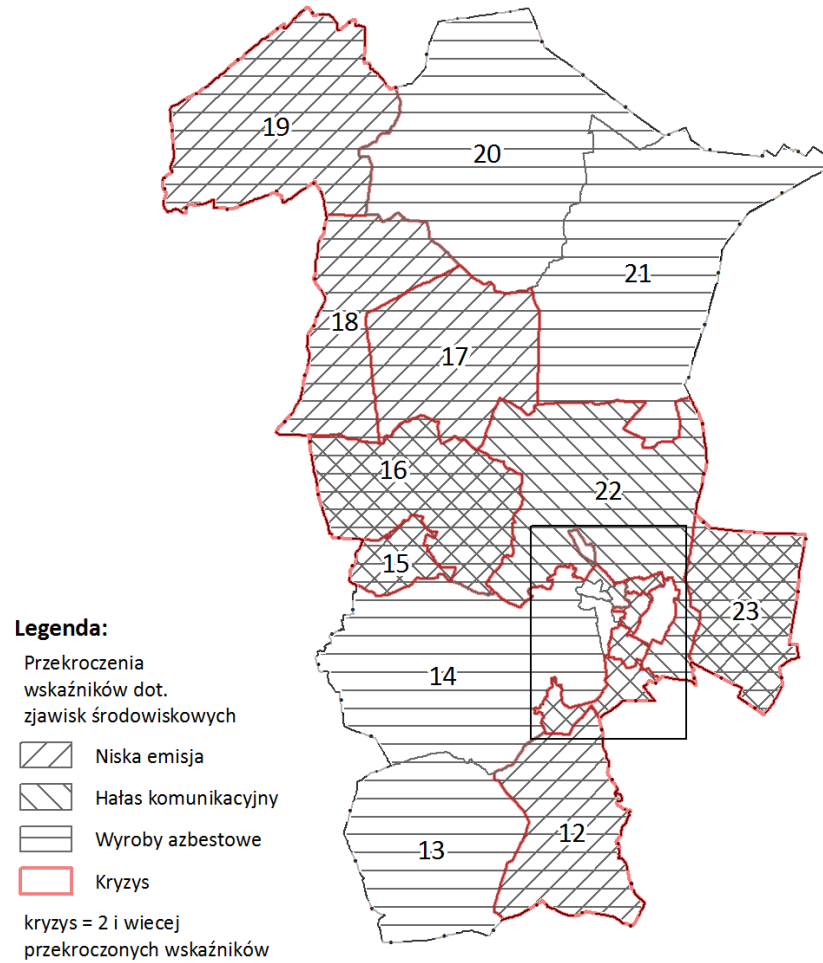 19
20
21
18
17
16
22
15
23
14
12
13
Legenda:
Przekroczenia
wskaźników dot.
zjawisk środowiskowych
Niska emisja
Hałas komunikacyjny
Wyroby azbestowe
Kryzys
kryzys = 2 i wiecej
przekroczonych wskaźników